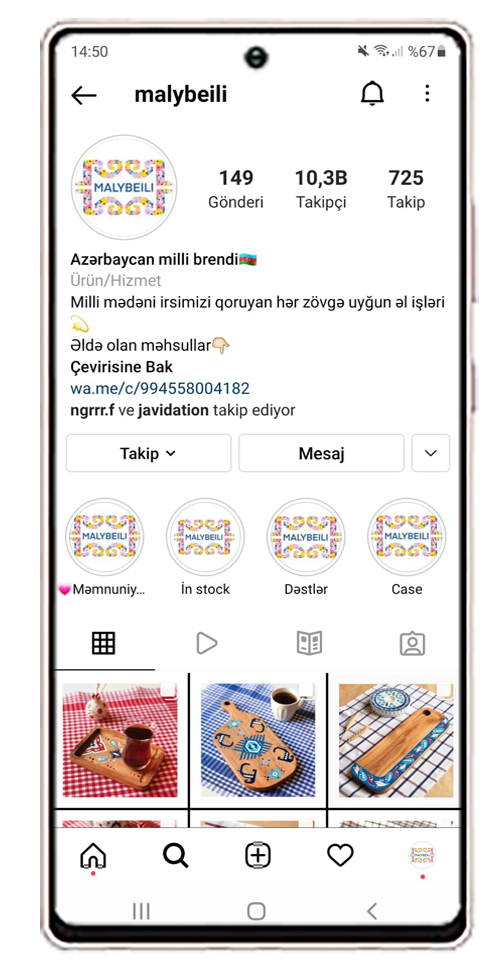 14:50 %67
malybeili
MALYBEILI
149 10,3B 725
Gönderi Takipçi Takip
Azərbaycan milli brendi🇦🇿
Ürün/Hizmet
Milli mədəni irsimizi qoruyan hər zövgə uyğun əl işləri
💫
Əldə olan məhsullar👇🏻
Çevirisine Bak
wa.me/c/994558004182
ngrrr.f ve javidation takip ediyor
Takip Mesaj
MALYBEILI MALYBEILI MALYBEILI MALYBEILI
💗Məmnuniy... İn stock Dəstlər Case